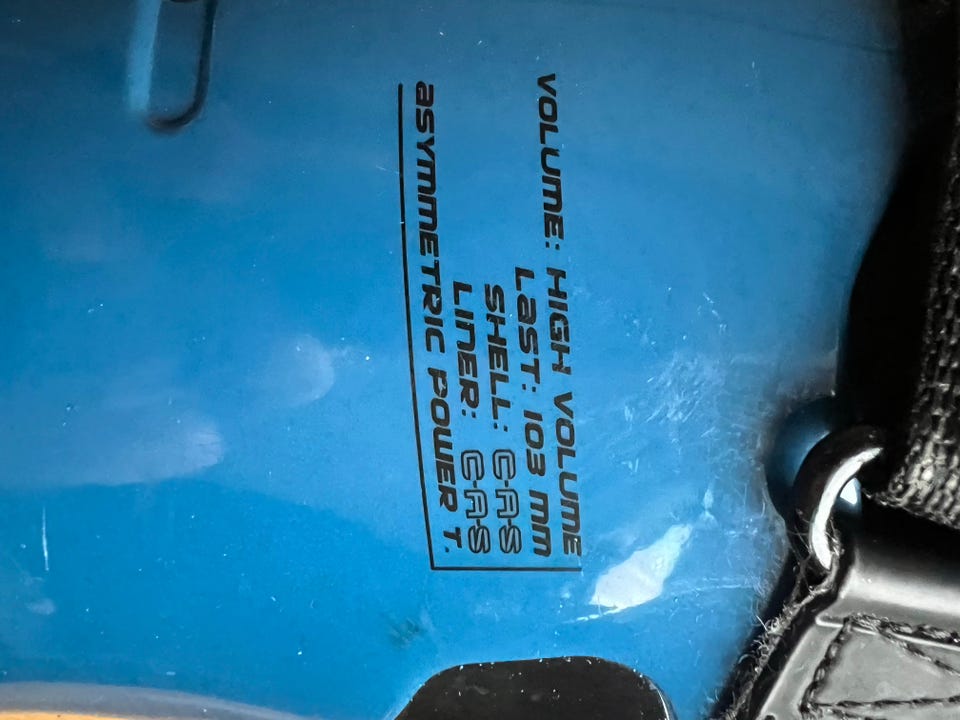 VOLUME: HIGH VOLUME
LaST: 103 mm
SHELL: C·A·S
LINER: C·A·S
aSYMMETRIC POWER T.